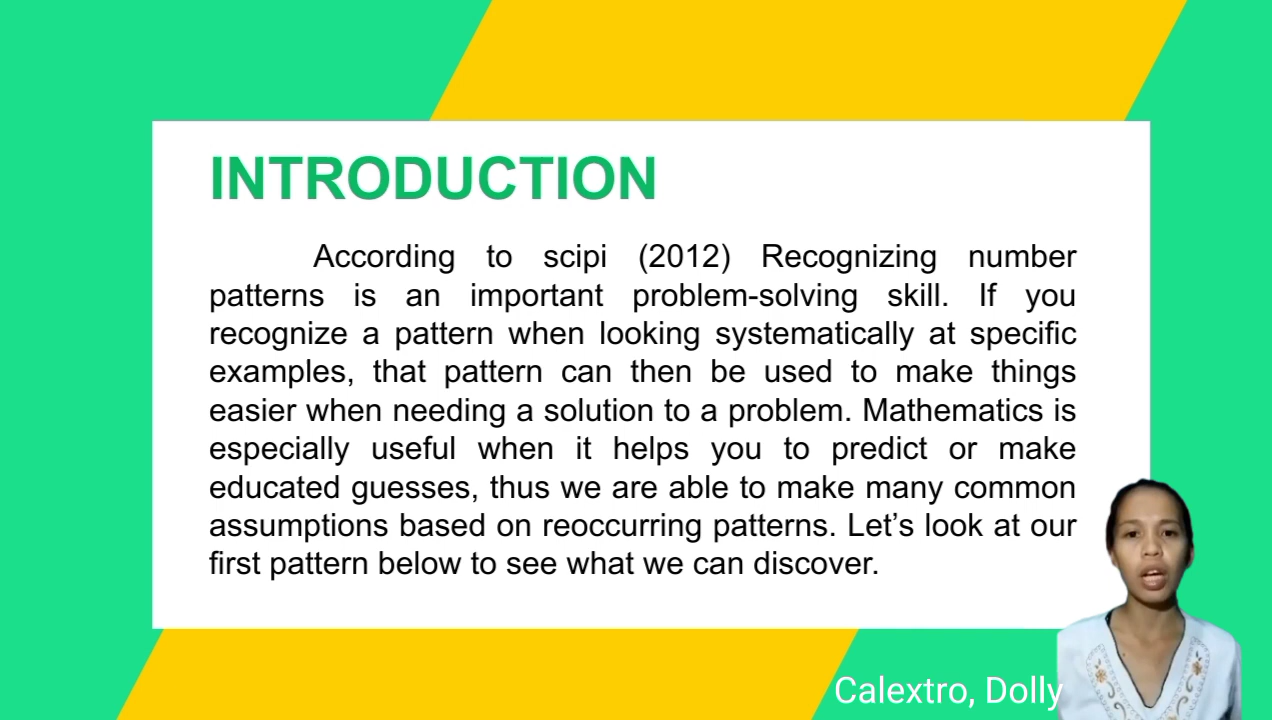 INTRODUCTION
According to scipi (2012) Recognizing number
patterns is an important problem-solving skill. If you
recognize a pattern when looking systematically at specific
examples, that pattern can then be used to make things
easier when needing a solution to a problem. Mathematics is
especially useful when it helps you to predict or make
educated guesses, thus we are able to make many common
assumptions based on reoccurring patterns. Let’s look at our
first pattern below to see what we can discover.
Calextro, Dolly